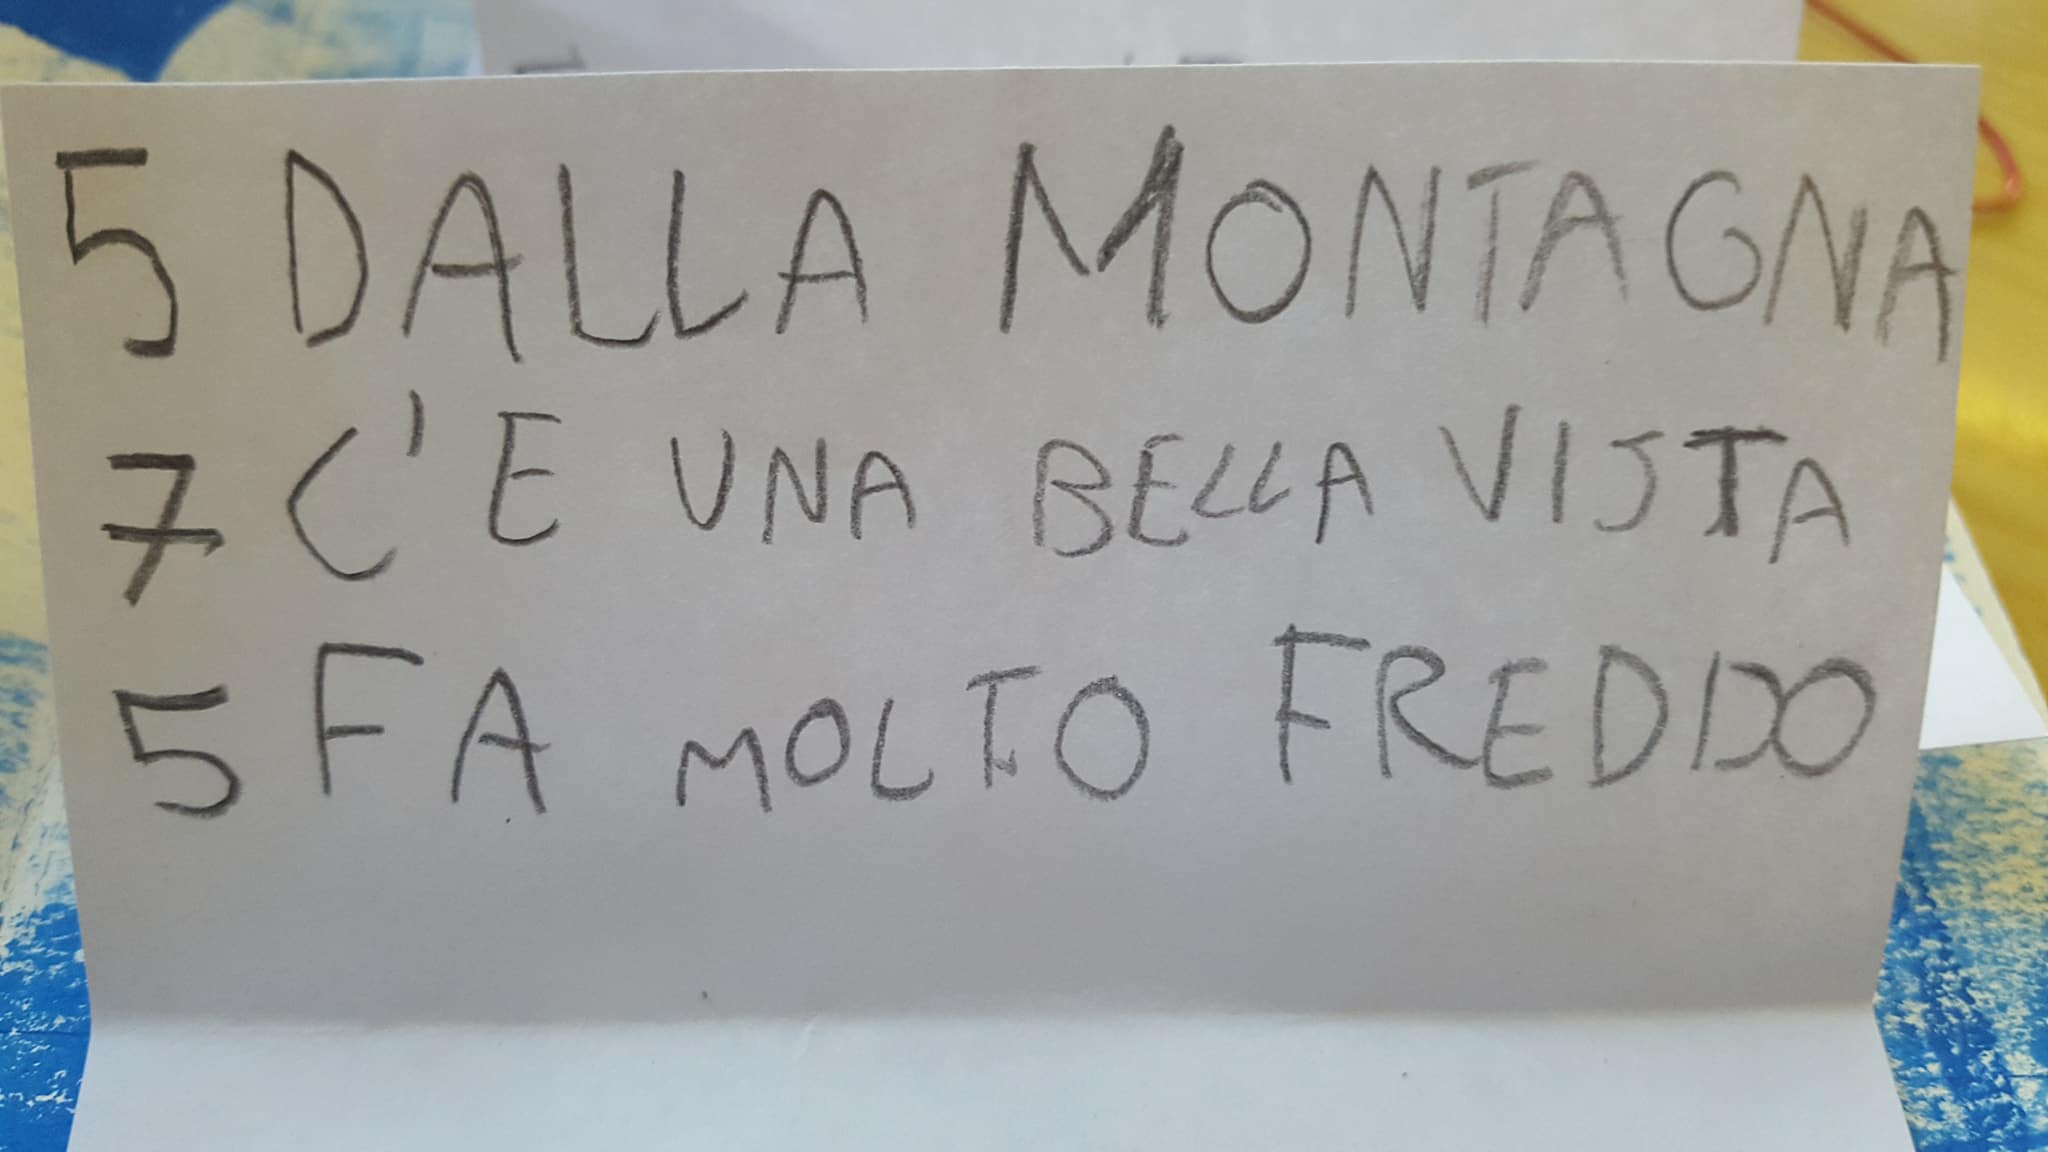 5 DALLA MONTAGNA
7 C'E UNA BELLA VISTA
5 FA MOLTO FREDDO